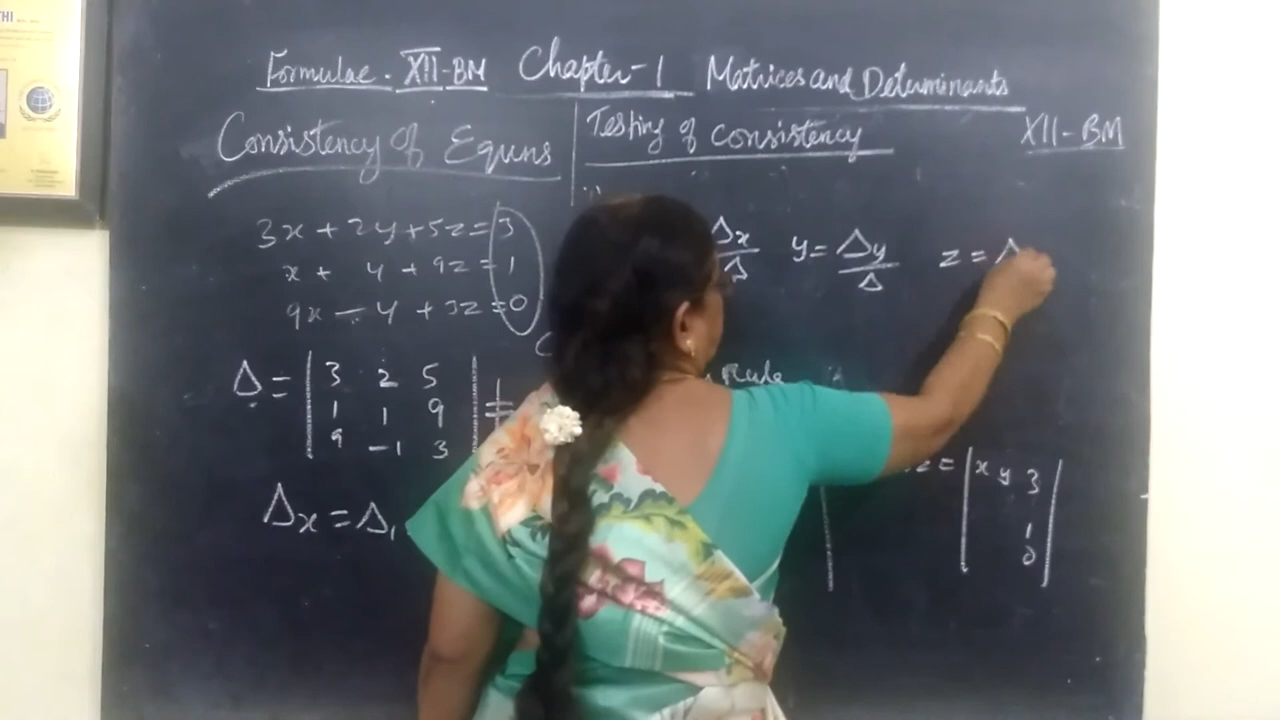 Formulae. XII-BM Chapter-1 Matrices and Determinants
Consistency of Equns
Testing of consistency
XII-BM
3x + 2y + 5z = 3
x + y + 9z = 1
9x - y + 3z = 0
Δx/Δ y = Δy/Δ z = Δ
Rule
Δ = | 3 2 5 | ≠
1 1 9
9 -1 3
z = | x y 3 |
1
0
Δx = Δ1